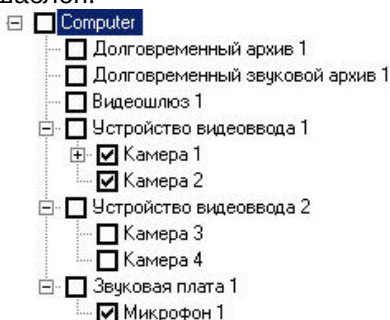 шаблон.
Computer
Долговременный архив 1
Долговременный звуковой архив 1
Видеошлюз 1
Устройство видеоввода 1
Камера 1
Камера 2
Устройство видеоввода 2
Камера 3
Камера 4
Звуковая плата 1
Микрофон 1